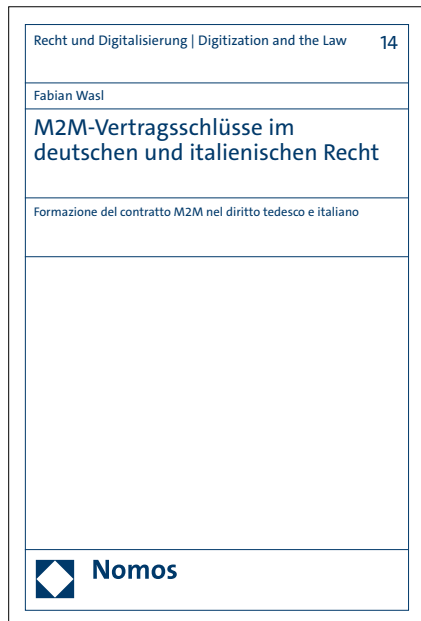 Recht und Digitalisierung | Digitization and the Law 14
Fabian Wasl
M2M-Vertragsschlüsse im
deutschen und italienischen Recht
Formazione del contratto M2M nel diritto tedesco e italiano
Nomos